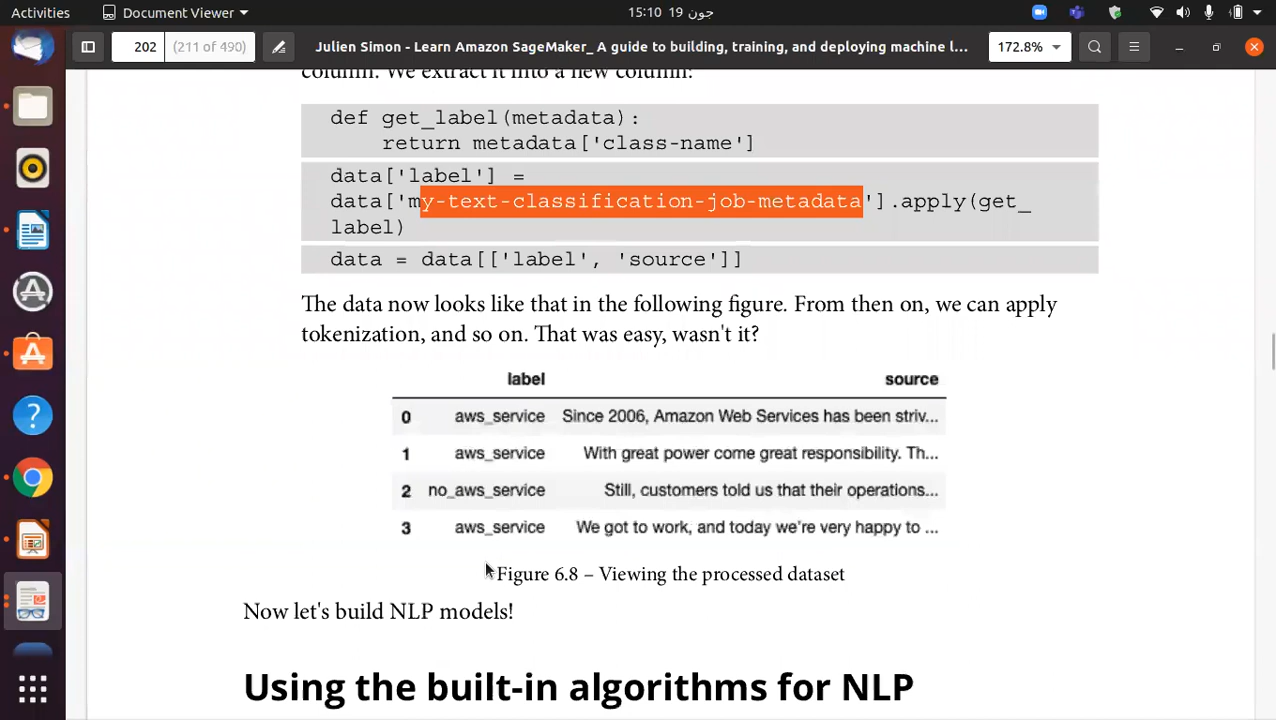 Activities
Document Viewer
15:10 19 جون
202
(211 of 490)
Julien Simon - Learn Amazon SageMaker_ A guide to building, training, and deploying machine l...
172.8%
column. We extract it into a new column:
def get_label(metadata):
return metadata['class-name']
data['label'] =
data['my-text-classification-job-metadata'].apply(get_
label)
data = data[['label', 'source']]
The data now looks like that in the following figure. From then on, we can apply
tokenization, and so on. That was easy, wasn't it?
label source
0 aws_service Since 2006, Amazon Web Services has been striv...
1 aws_service With great power come great responsibility. Th...
2 no_aws_service Still, customers told us that their operations...
3 aws_service We got to work, and today we're very happy to ...
Figure 6.8 – Viewing the processed dataset
Now let's build NLP models!
Using the built-in algorithms for NLP